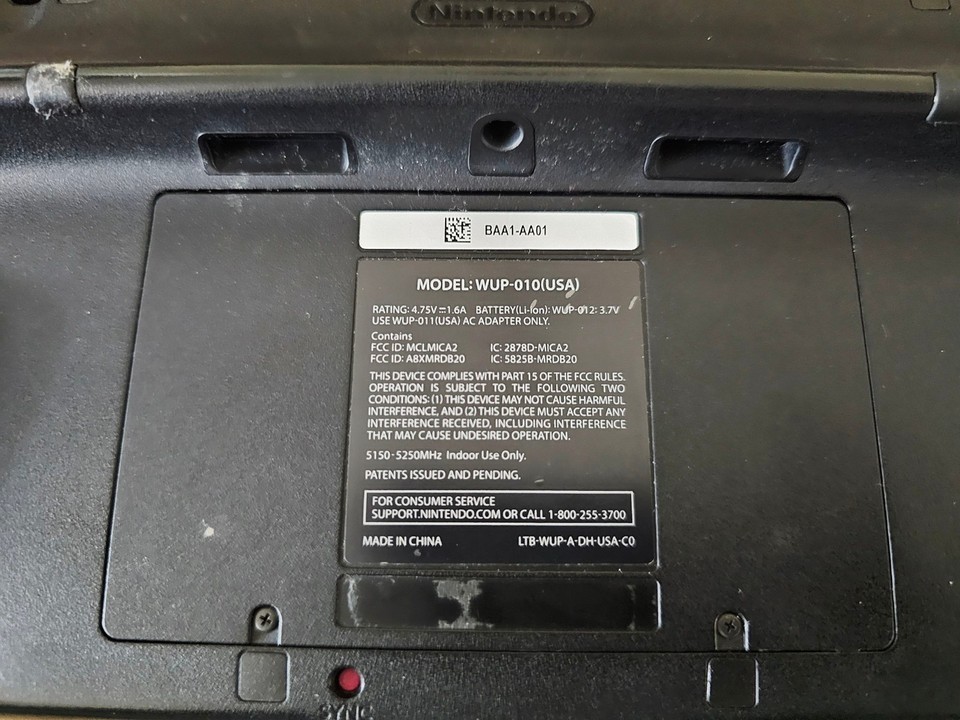 Nintendo
BAA1-AA01
MODEL: WUP-010(USA)
RATING: 4.75V⎓1.6A BATTERY(Li-ion): WUP-012: 3.7V
USE WUP-011(USA) AC ADAPTER ONLY.
Contains
FCC ID: MCLMICA2 IC: 2878D-MICA2
FCC ID: A8XMRDB20 IC: 5825B-MRDB20
THIS DEVICE COMPLIES WITH PART 15 OF THE FCC RULES.
OPERATION IS SUBJECT TO THE FOLLOWING TWO
CONDITIONS: (1) THIS DEVICE MAY NOT CAUSE HARMFUL
INTERFERENCE, AND (2) THIS DEVICE MUST ACCEPT ANY
INTERFERENCE RECEIVED, INCLUDING INTERFERENCE
THAT MAY CAUSE UNDESIRED OPERATION.
5150-5250MHz Indoor Use Only.
PATENTS ISSUED AND PENDING.
FOR CONSUMER SERVICE
SUPPORT.NINTENDO.COM OR CALL 1-800-255-3700
MADE IN CHINA LTB-WUP-A-DH-USA-C0
SYNC